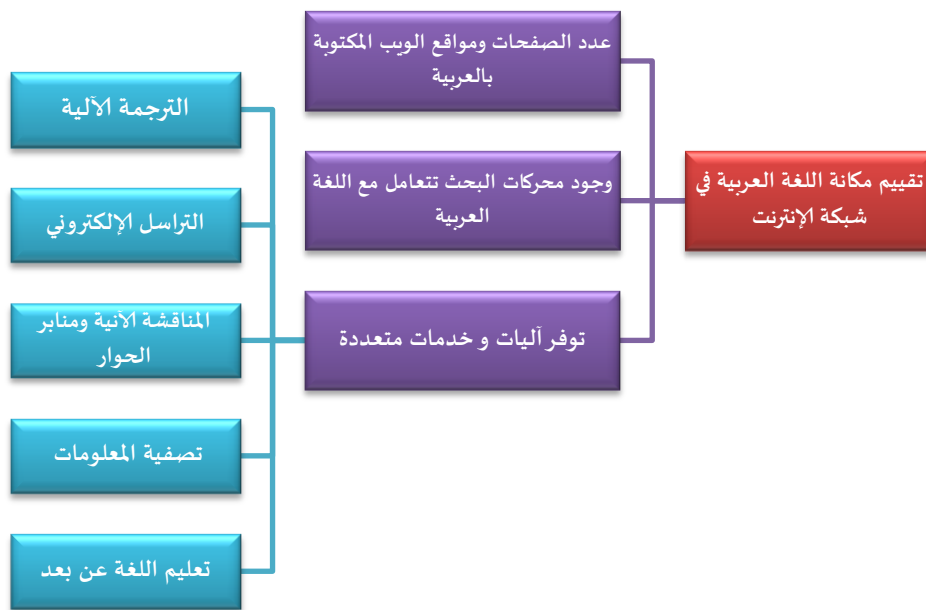 تقييم مكانة اللغة العربية في
شبكة الإنترنت
عدد الصفحات ومواقع الويب المكتوبة
بالعربية
وجود محركات البحث تتعامل مع اللغة
العربية
توفر آليات و خدمات متعددة
الترجمة الآلية
التراسل الإلكتروني
المناقشة الآنية ومنابر
الحوار
تصفية المعلومات
تعليم اللغة عن بعد